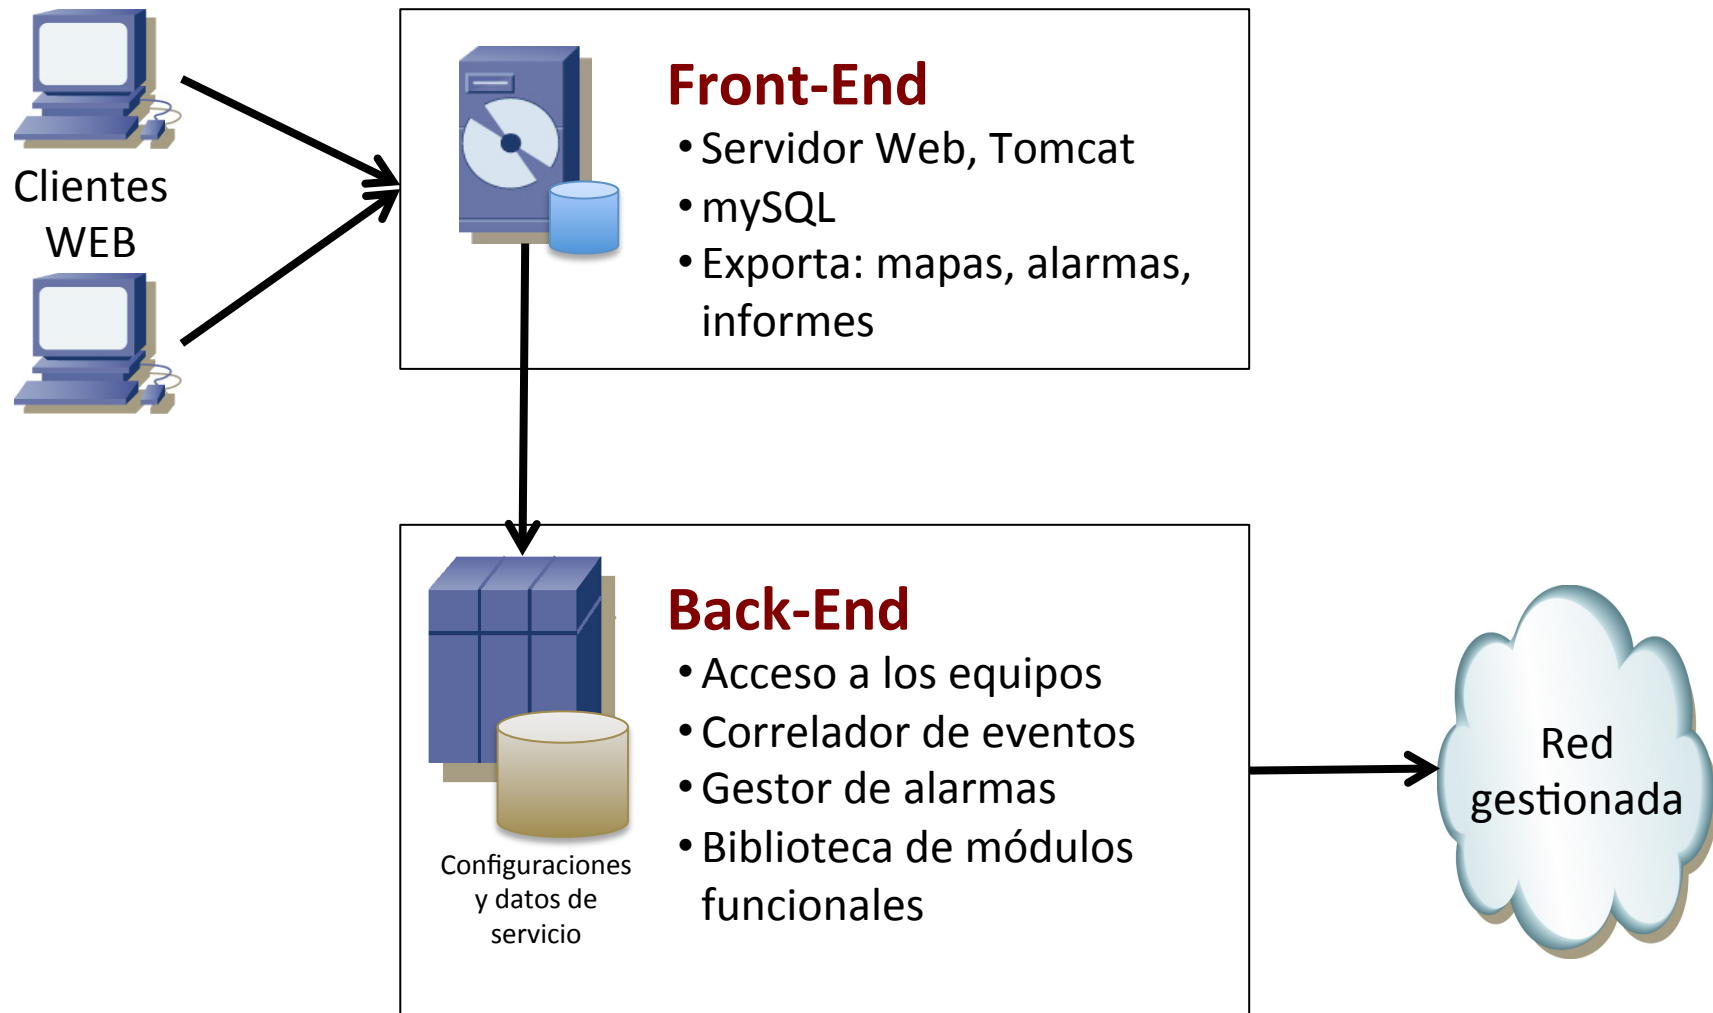 Clientes
WEB
Front-End
• Servidor Web, Tomcat
• mySQL
• Exporta: mapas, alarmas,
informes
Back-End
• Acceso a los equipos
• Correlador de eventos
• Gestor de alarmas
• Biblioteca de módulos
funcionales
Configuraciones
y datos de
servicio
Red
gestionada